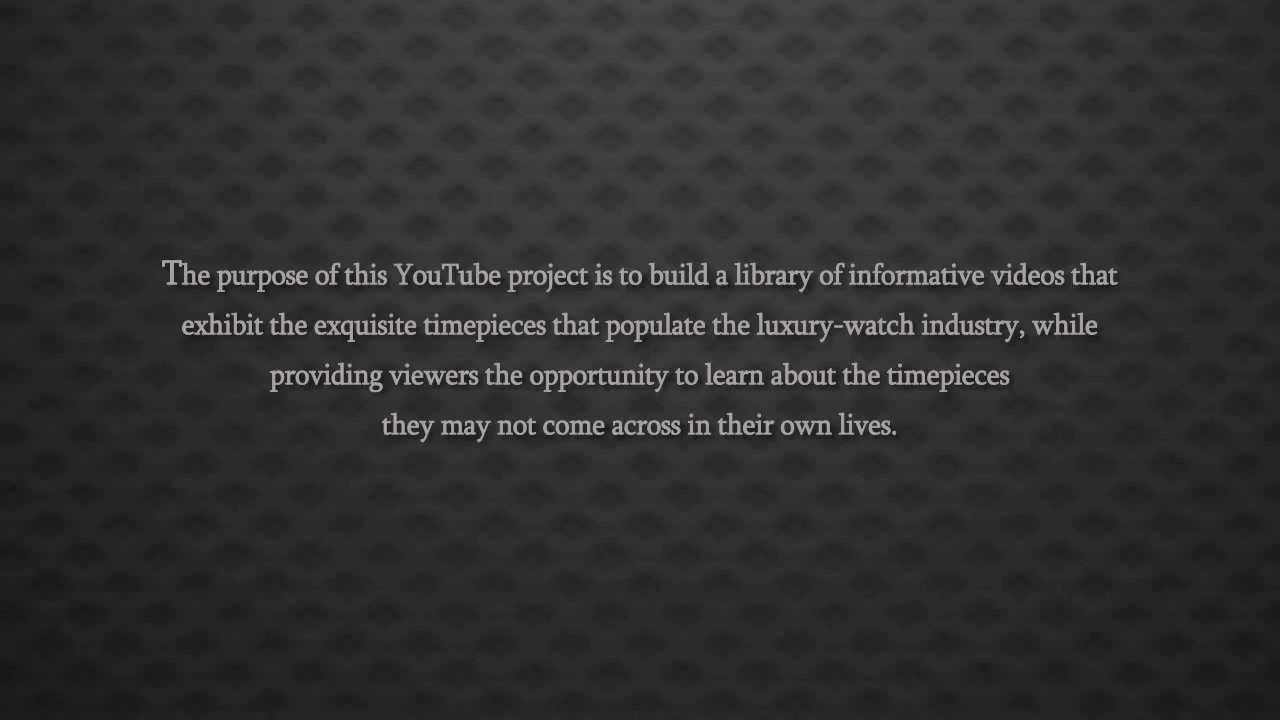 The purpose of this YouTube project is to build a library of informative videos that
exhibit the exquisite timepieces that populate the luxury-watch industry, while
providing viewers the opportunity to learn about the timepieces
they may not come across in their own lives.